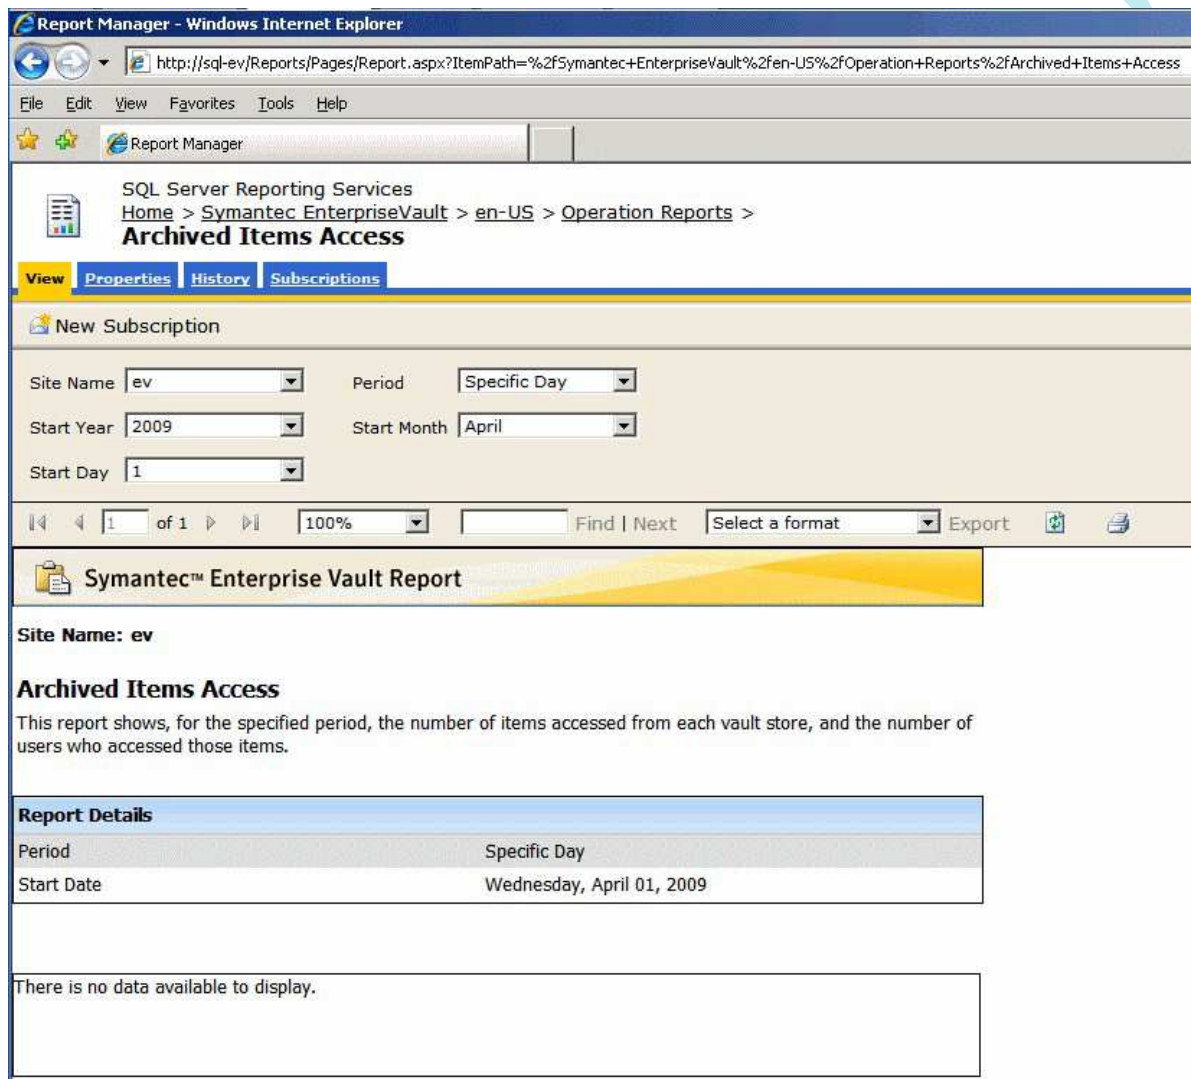 Report Manager - Windows Internet Explorer
http://sql-ev/Reports/Pages/Report.aspx?ItemPath=%2fSymantec+EnterpriseVault%2fen-US%2fOperation+Reports%2fArchived+Items+Access
File Edit View Favorites Tools Help
Report Manager
SQL Server Reporting Services
Home > Symantec EnterpriseVault > en-US > Operation Reports >
Archived Items Access
View Properties History Subscriptions
New Subscription
Site Name ev Period Specific Day
Start Year 2009 Start Month April
Start Day 1
1 of 1 100% Find | Next Select a format Export
Symantec™ Enterprise Vault Report
Site Name: ev
Archived Items Access
This report shows, for the specified period, the number of items accessed from each vault store, and the number of
users who accessed those items.
Report Details
Period Specific Day
Start Date Wednesday, April 01, 2009
There is no data available to display.